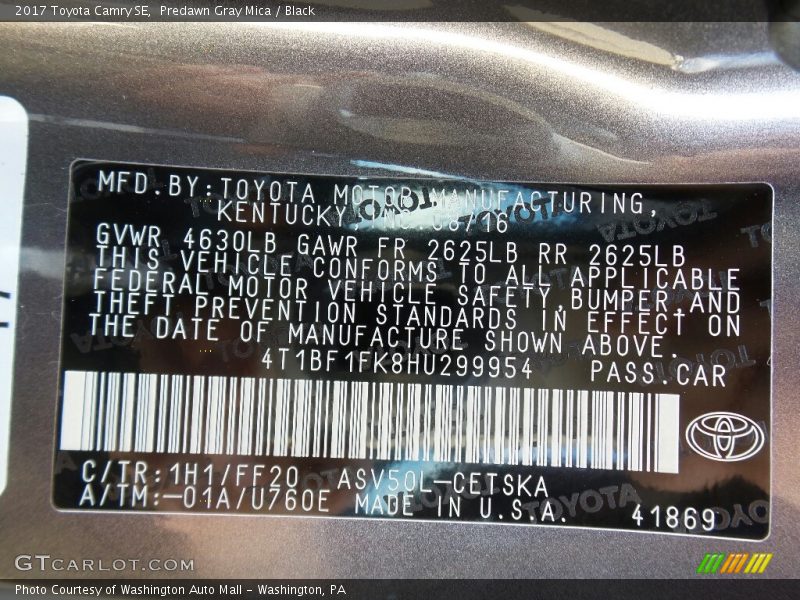 2017 Toyota Camry SE, Predawn Gray Mica / Black
MFD.BY:TOYOTA MOTOR MANUFACTURING,
KENTUCKY, INC 08/16
GVWR 4630LB GAWR FR 2625LB RR 2625LB
THIS VEHICLE CONFORMS TO ALL APPLICABLE
FEDERAL MOTOR VEHICLE SAFETY,BUMPER,AND
THEFT PREVENTION STANDARDS IN EFFECT ON
THE DATE OF MANUFACTURE SHOWN ABOVE.
4T1BF1FK8HU299954 PASS.CAR
C/TR:1H1/FF20 ASV50L-CETSKA
A/TM:-01A/U760E MADE IN U.S.A. 41869
GTCARLOT.COM
Photo Courtesy of Washington Auto Mall - Washington, PA